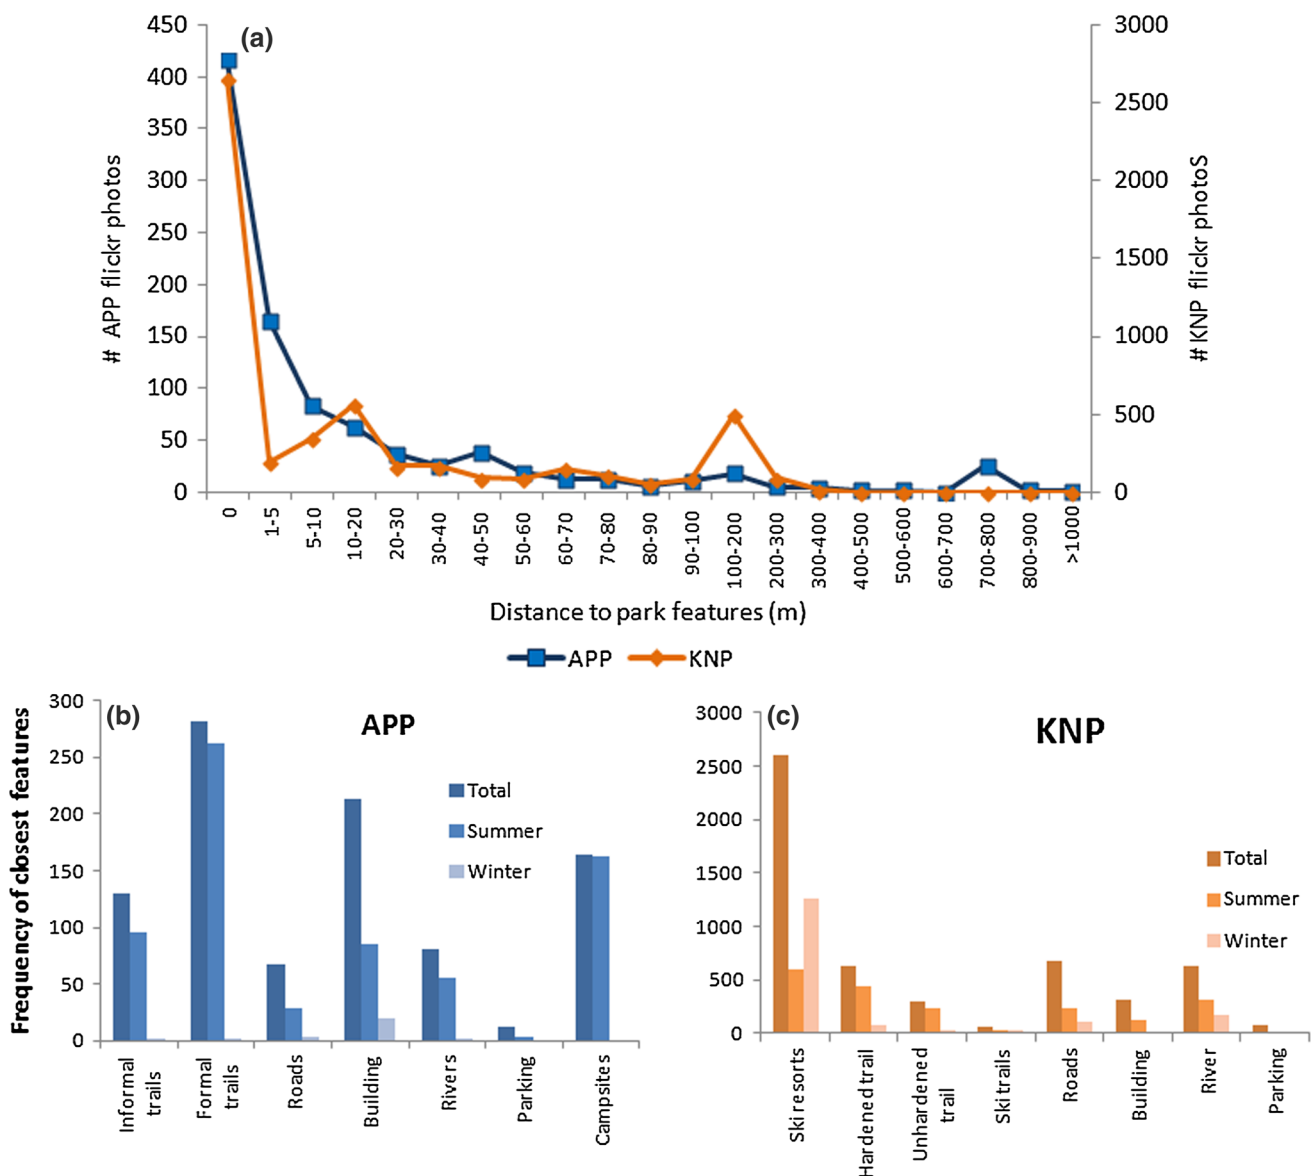 (a)
450
400
350
300
250
200
150
100
50
0
# APP flickr photos
3000
2500
2000
1500
1000
500
0
# KNP flickr photoS
0
1-5
5-10
10-20
20-30
30-40
40-50
50-60
60-70
70-80
80-90
90-100
100-200
200-300
300-400
400-500
500-600
600-700
700-800
800-900
>1000
Distance to park features (m)
APP
KNP
(b)
APP
Frequency of closest features
300
250
200
150
100
50
0
Total
Summer
Winter
Informal
trails
Formal
trails
Roads
Building
Rivers
Parking
Campsites
(c)
KNP
3000
2500
2000
1500
1000
500
0
Total
Summer
Winter
Ski resorts
Hardened trail
Unhardened
trail
Ski trails
Roads
Building
River
Parking